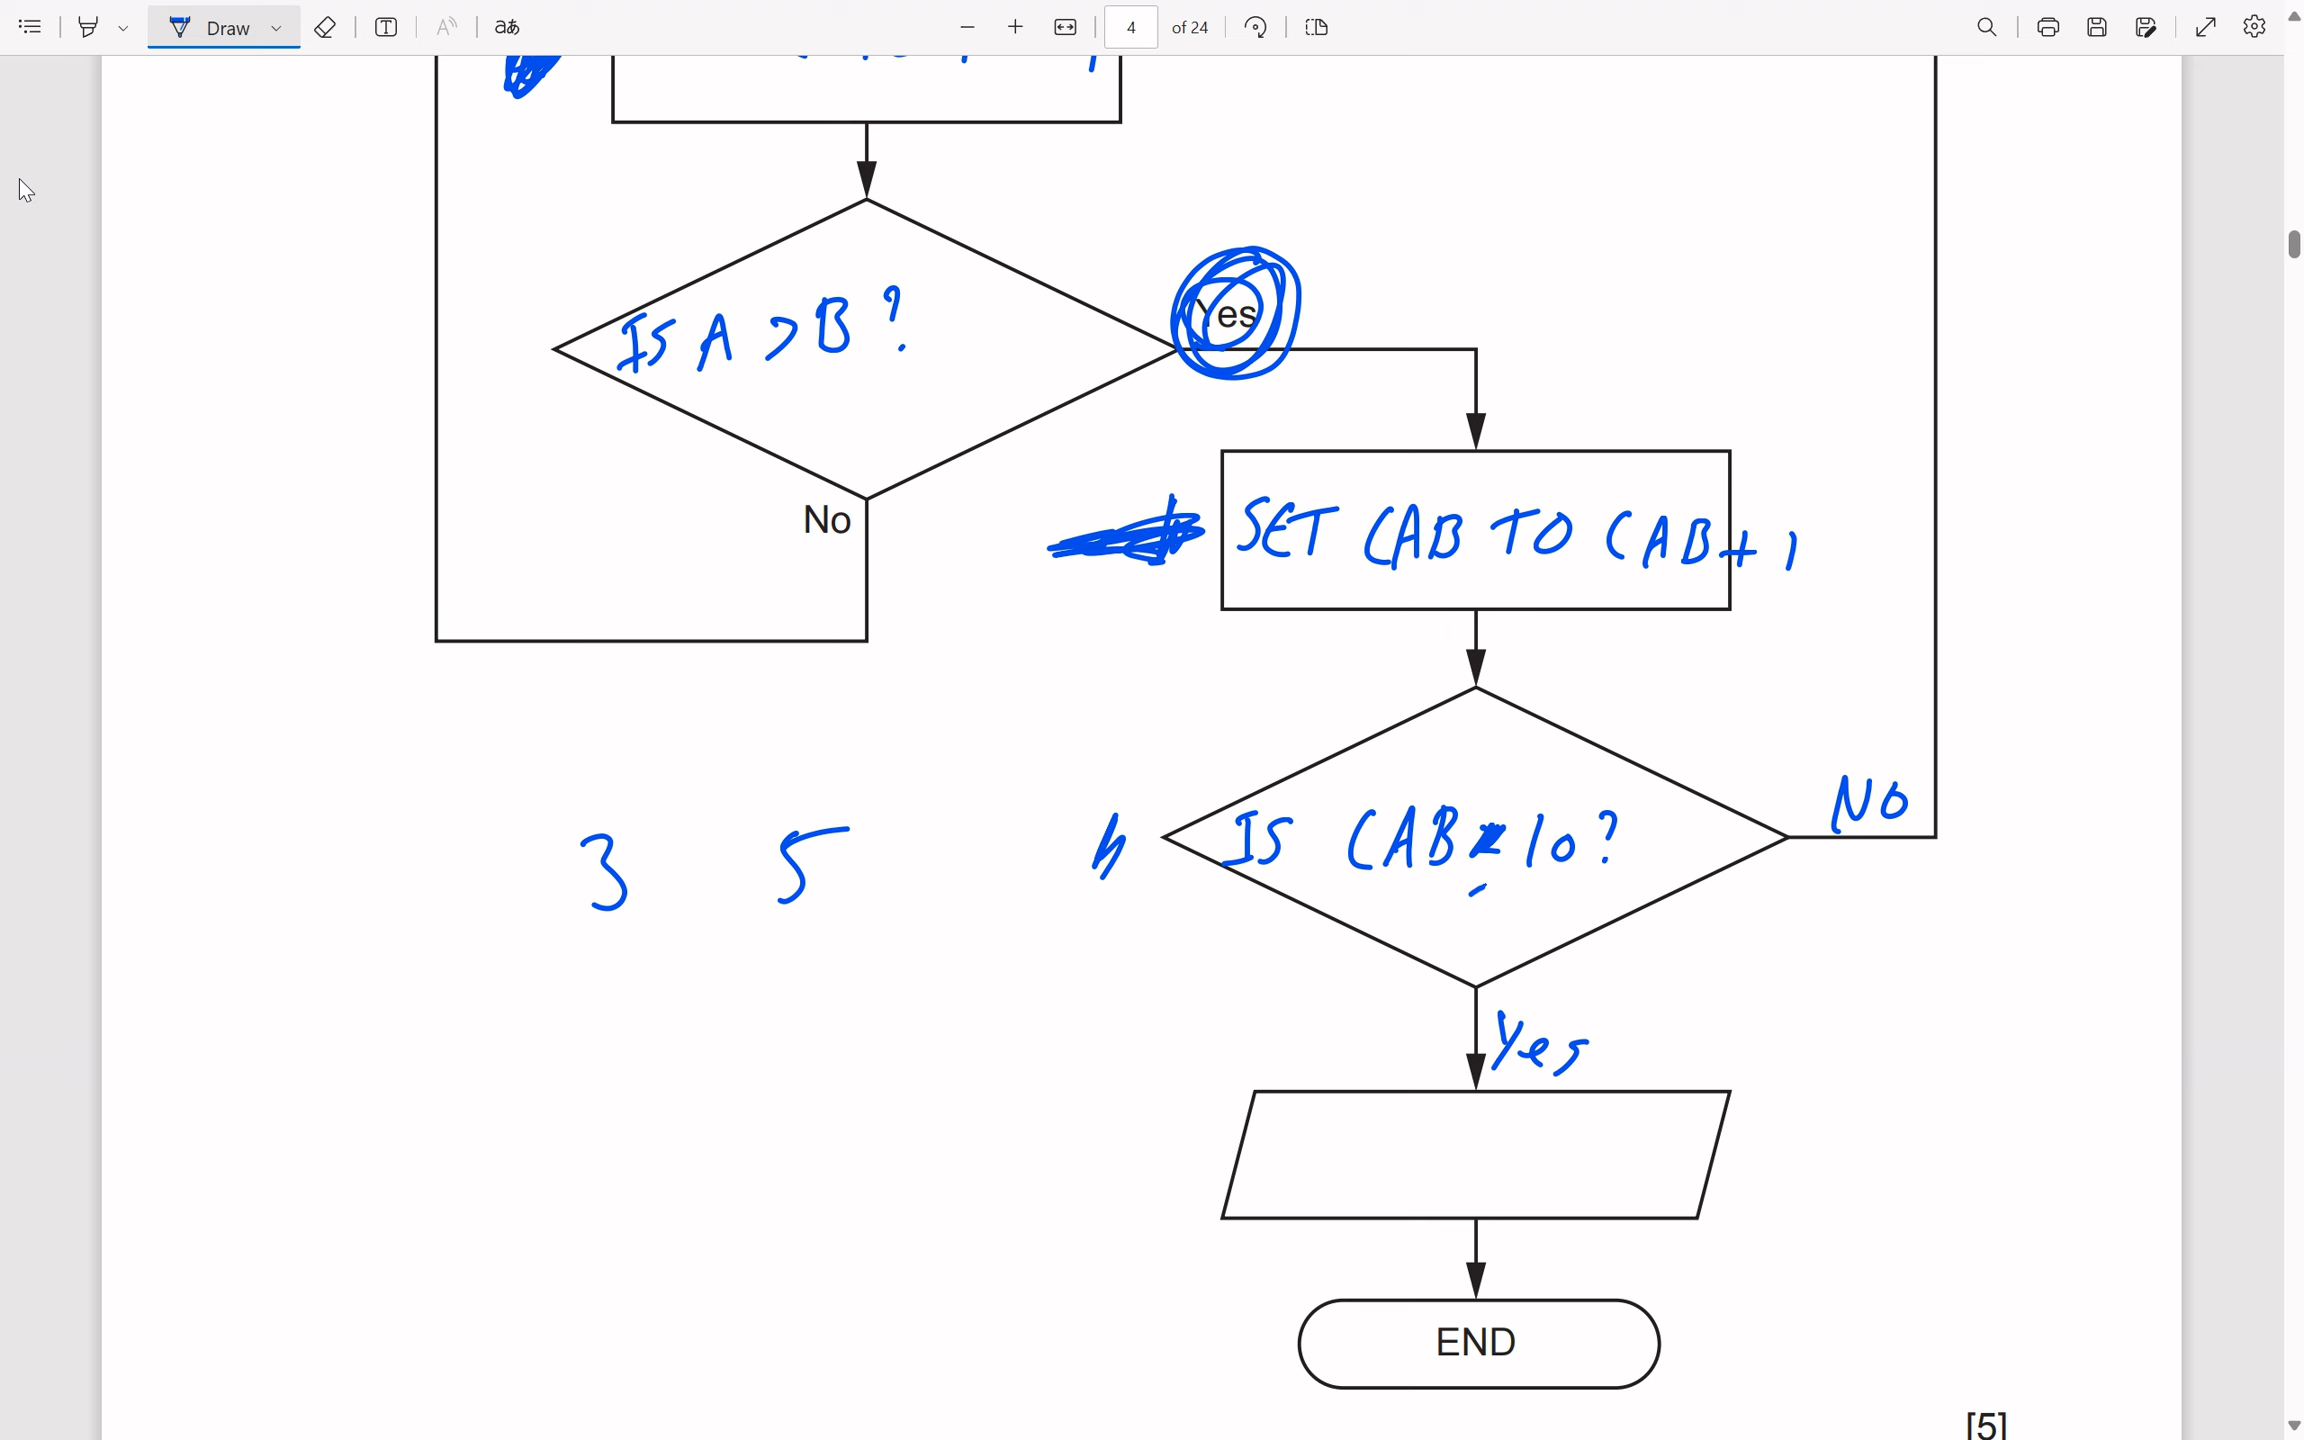 Draw
4 of 24
Yes
IS A > B ?
No
SET CAB TO CAB + 1
No
IS CAB 10 ?
3 5
Yes
END
[5]